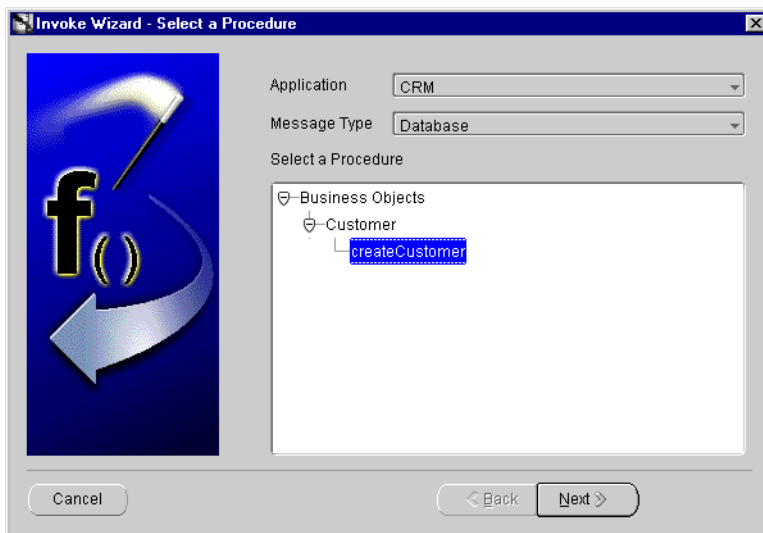 Invoke Wizard - Select a Procedure
Application CRM
Message Type Database
Select a Procedure
Business Objects
Customer
createCustomer
f()
Cancel Back Next